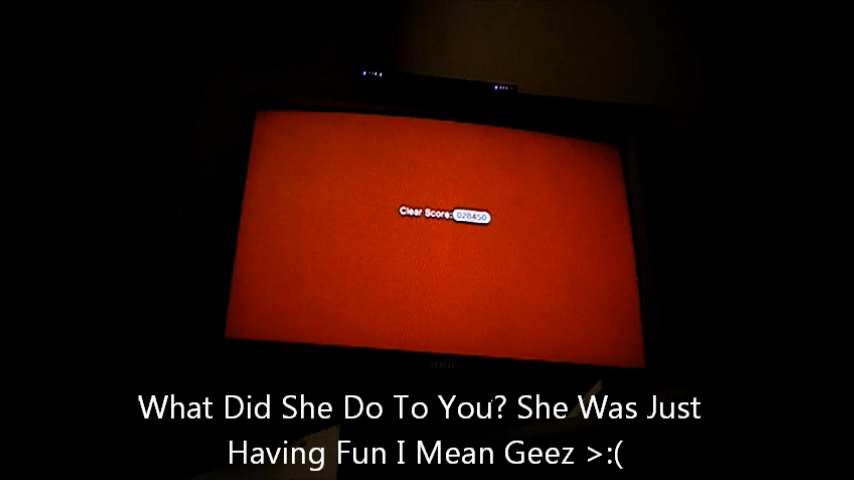 Clear Score: 028450
What Did She Do To You? She Was Just
Having Fun I Mean Geez >:(